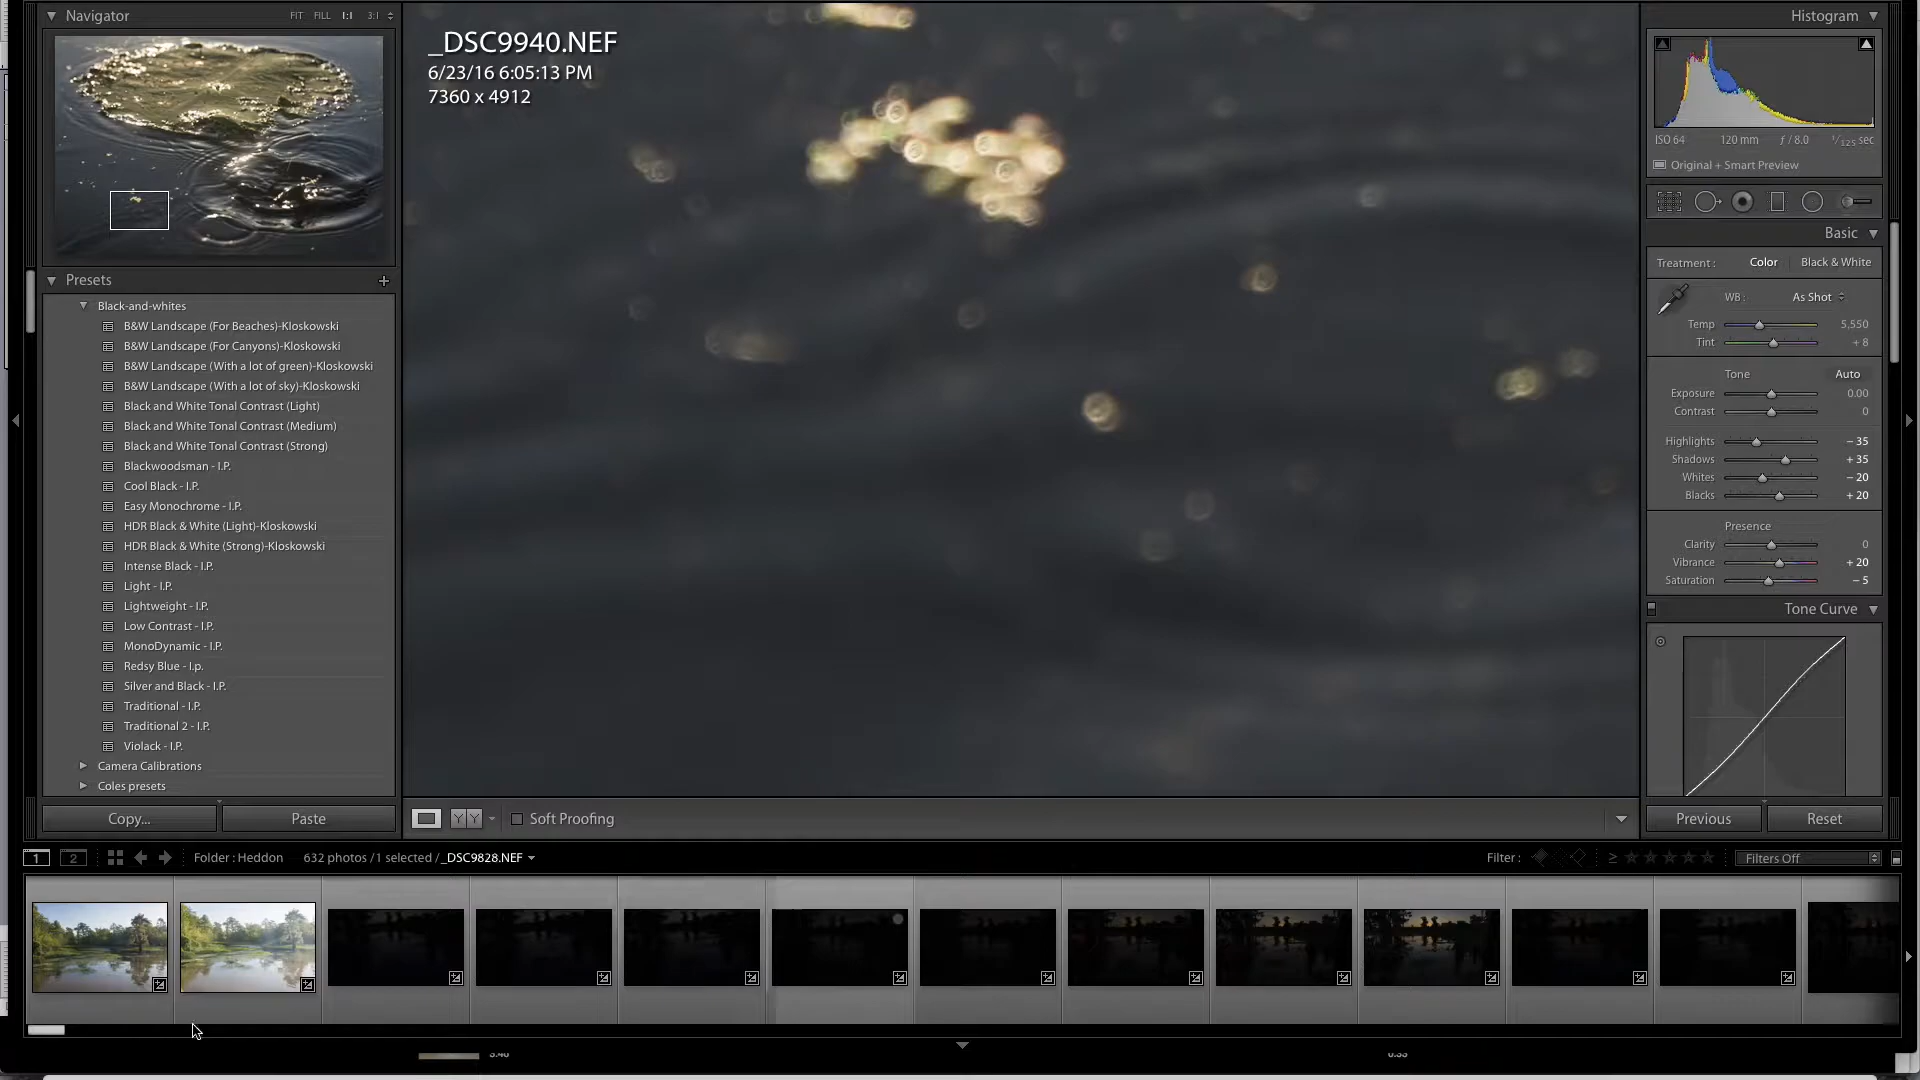 Navigator
FIT FILL 1:1 3:1
Presets
Black-and-whites
B&W Landscape (For Beaches)-Kloskowski
B&W Landscape (For Canyons)-Kloskowski
B&W Landscape (With a lot of green)-Kloskowski
B&W Landscape (With a lot of sky)-Kloskowski
Black and White Tonal Contrast (Light)
Black and White Tonal Contrast (Medium)
Black and White Tonal Contrast (Strong)
Blackwoodsman - I.P.
Cool Black - I.P.
Easy Monochrome - I.P.
HDR Black & White (Light)-Kloskowski
HDR Black & White (Strong)-Kloskowski
Intense Black - I.P.
Light - I.P.
Lightweight - I.P.
Low Contrast - I.P.
MonoDynamic - I.P.
Redsy Blue - I.p.
Silver and Black - I.P.
Traditional - I.P.
Traditional 2 - I.P.
Violack - I.P.
Camera Calibrations
Coles presets
Copy... Paste
_DSC9940.NEF
6/23/16 6:05:13 PM
7360 x 4912
YY Soft Proofing
Histogram
ISO 64 120 mm f / 8.0 1/125 sec
Original + Smart Preview
Basic
Treatment : Color Black & White
WB : As Shot
Temp 5,550
Tint + 8
Tone Auto
Exposure 0.00
Contrast 0
Highlights − 35
Shadows + 35
Whites − 20
Blacks + 20
Presence
Clarity 0
Vibrance + 20
Saturation − 5
Tone Curve
Previous Reset
1 2 Folder : Heddon 632 photos / 1 selected / _DSC9828.NEF Filter : ≥ Filters Off